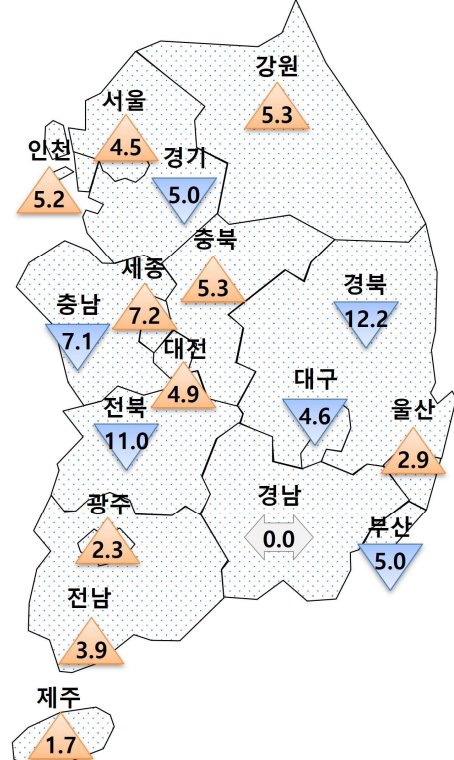 강원
5.3
서울
4.5
인천
5.2
경기
5.0
충북
5.3
세종
7.2
충남
7.1
경북
12.2
대전
4.9
대구
4.6
전북
11.0
울산
2.9
경남
0.0
광주
2.3
부산
5.0
전남
3.9
제주
1.7